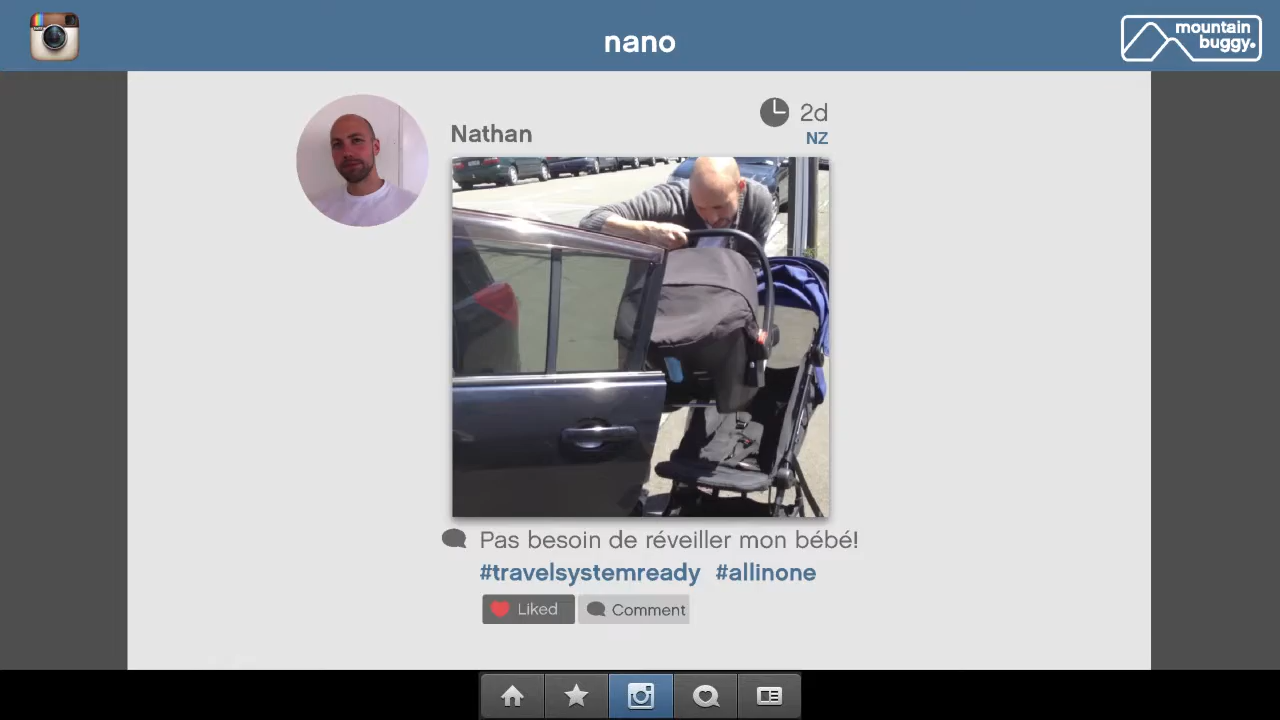 nano
mountain
buggy.
2d
Nathan
NZ
Pas besoin de réveiller mon bébé!
#travelsystemready #allinone
Liked
Comment